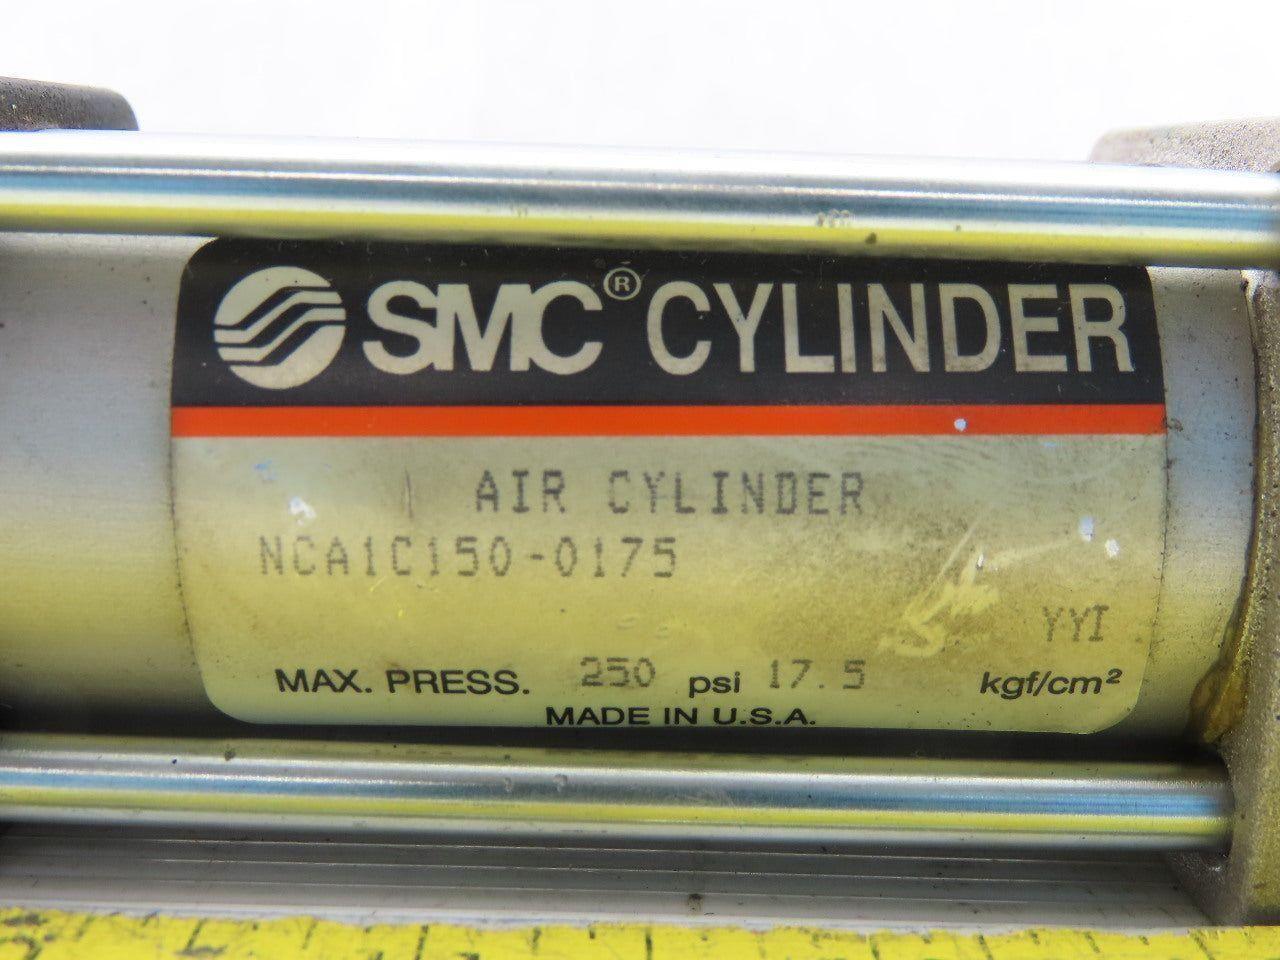 SMC® CYLINDER
AIR CYLINDER
NCA1C150-0175
YYI
MAX. PRESS. 250 psi 17.5 kgf/cm²
MADE IN U.S.A.